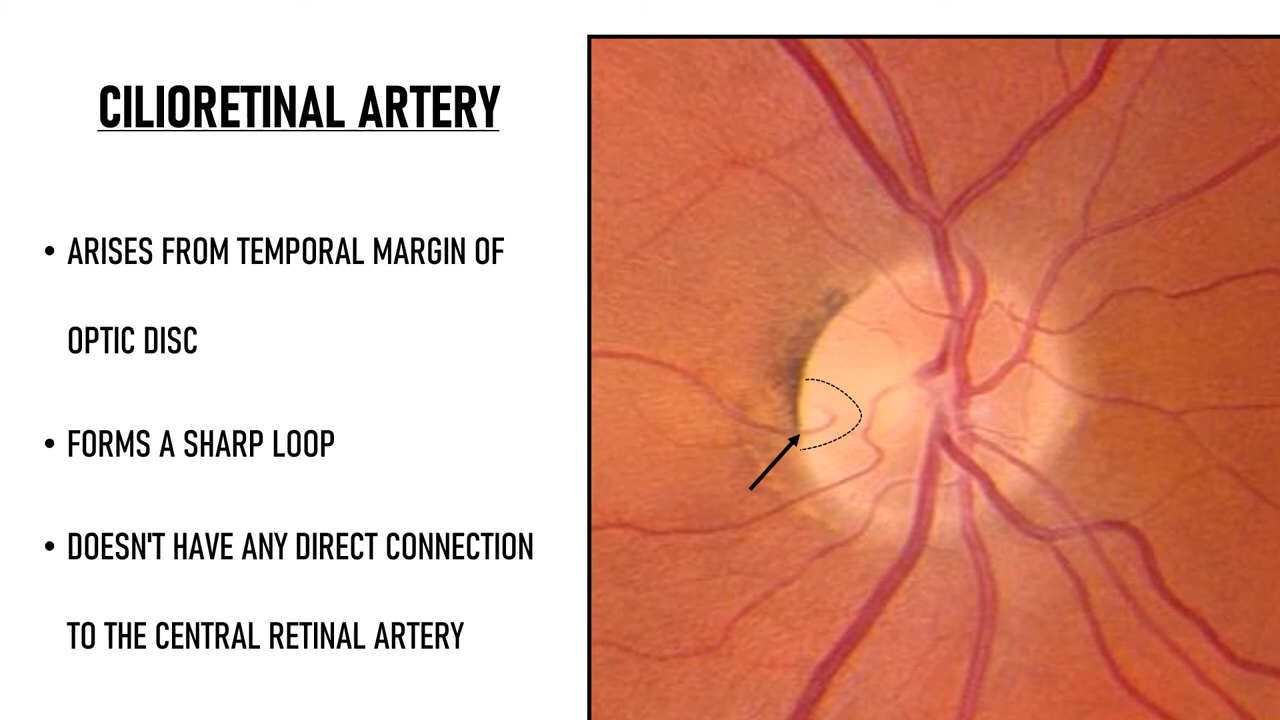 CILIORETINAL ARTERY
• ARISES FROM TEMPORAL MARGIN OF
OPTIC DISC
• FORMS A SHARP LOOP
• DOESN'T HAVE ANY DIRECT CONNECTION
TO THE CENTRAL RETINAL ARTERY